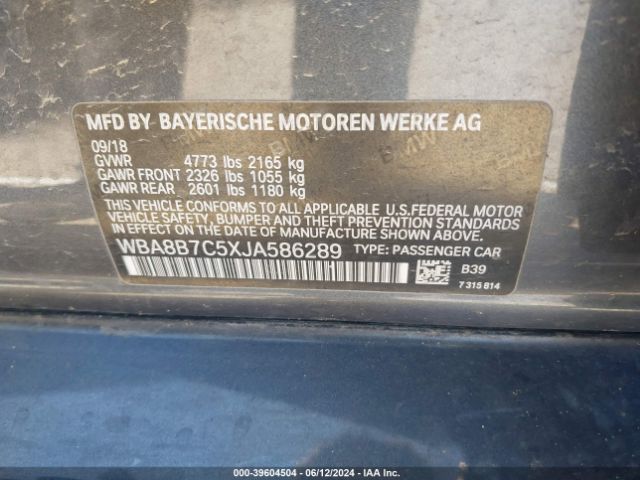 MFD BY BAYERISCHE MOTOREN WERKE AG
09/18
GVWR 4773 lbs 2165 kg
GAWR FRONT 2326 lbs 1055 kg
GAWR REAR 2601 lbs 1180 kg
THIS VEHICLE CONFORMS TO ALL APPLICABLE U.S.FEDERAL MOTOR
VEHICLE SAFETY, BUMPER AND THEFT PREVENTION STANDARDS
IN EFFECT ON THE DATE OF MANUFACTURE SHOWN ABOVE.
WBA8B7C5XJA586289 TYPE: PASSENGER CAR
B39
7 315 814
000-39604504 - 06/12/2024 - IAA Inc.